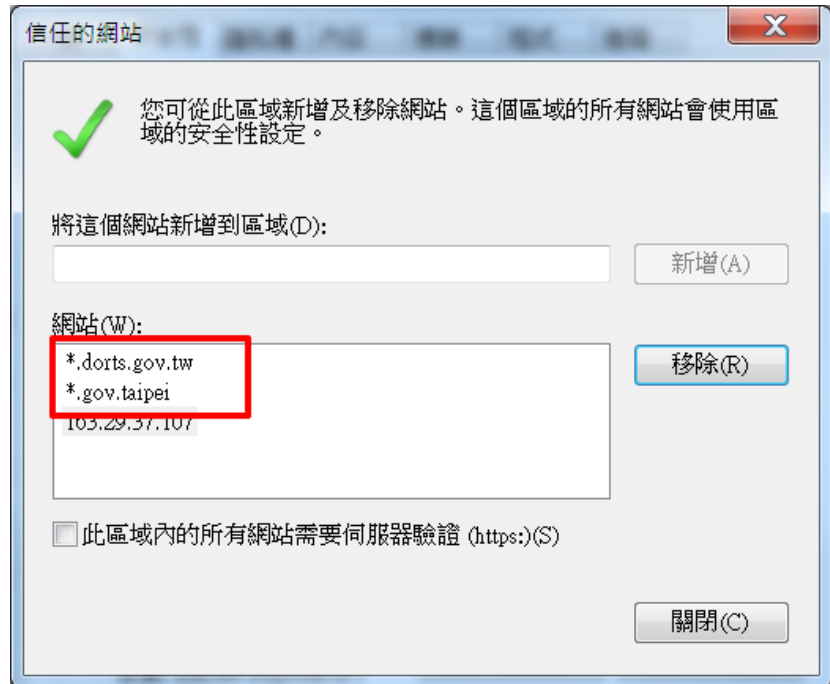 信任的網站
您可從此區域新增及移除網站。這個區域的所有網站會使用區
域的安全性設定。
將這個網站新增到區域(D):
新增(A)
網站(W):
*.dorts.gov.tw
*.gov.taipei
163.29.37.107
移除(R)
此區域內的所有網站需要伺服器驗證 (https:)(S)
關閉(C)